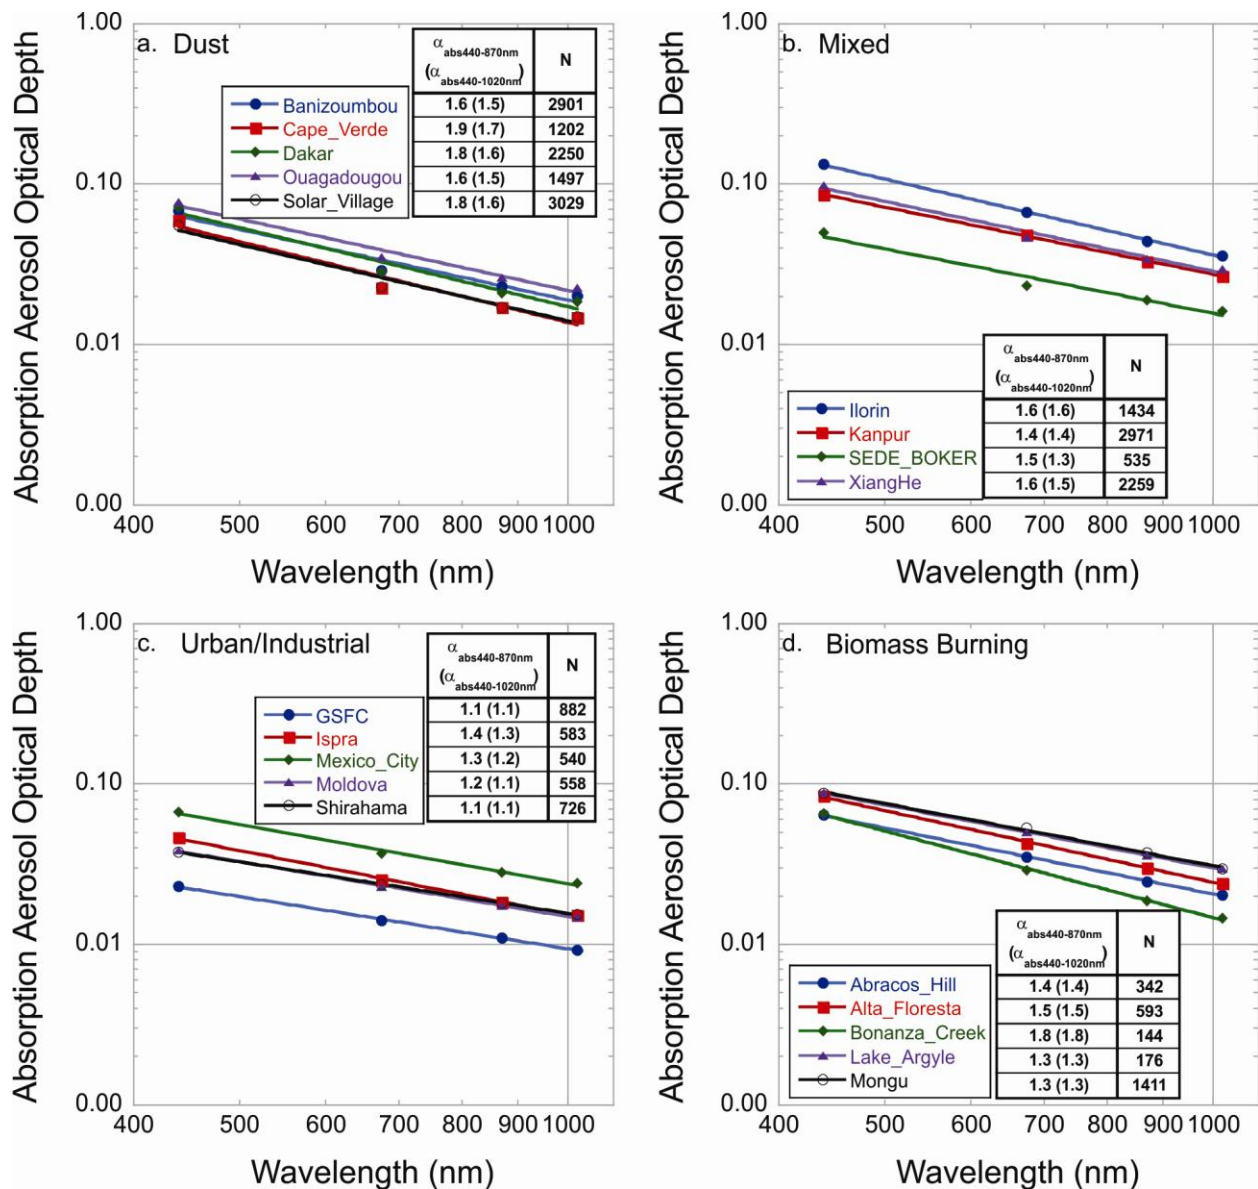 a. Dust
α abs440-870nm
(α abs440-1020nm)
N
Banizoumbou 1.6 (1.5) 2901
Cape_Verde 1.9 (1.7) 1202
Dakar 1.8 (1.6) 2250
Ouagadougou 1.6 (1.5) 1497
Solar_Village 1.8 (1.6) 3029
Absorption Aerosol Optical Depth
1.00
0.10
0.01
0.00
400 500 600 700 800 900 1000
Wavelength (nm)
b. Mixed
α abs440-870nm
(α abs440-1020nm)
N
Ilorin 1.6 (1.6) 1434
Kanpur 1.4 (1.4) 2971
SEDE_BOKER 1.5 (1.3) 535
XiangHe 1.6 (1.5) 2259
Absorption Aerosol Optical Depth
1.00
0.10
0.01
0.00
400 500 600 700 800 900 1000
Wavelength (nm)
c. Urban/Industrial
α abs440-870nm
(α abs440-1020nm)
N
GSFC 1.1 (1.1) 882
Ispra 1.4 (1.3) 583
Mexico_City 1.3 (1.2) 540
Moldova 1.2 (1.1) 558
Shirahama 1.1 (1.1) 726
Absorption Aerosol Optical Depth
1.00
0.10
0.01
0.00
400 500 600 700 800 900 1000
Wavelength (nm)
d. Biomass Burning
α abs440-870nm
(α abs440-1020nm)
N
Abracos_Hill 1.4 (1.4) 342
Alta_Floresta 1.5 (1.5) 593
Bonanza_Creek 1.8 (1.8) 144
Lake_Argyle 1.3 (1.3) 176
Mongu 1.3 (1.3) 1411
Absorption Aerosol Optical Depth
1.00
0.10
0.01
0.00
400 500 600 700 800 900 1000
Wavelength (nm)